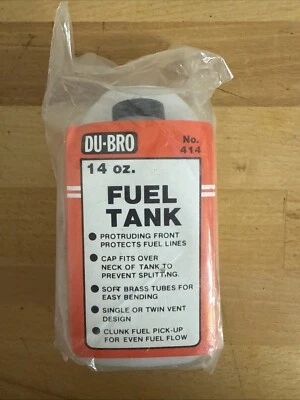 DU-BRO
No.
414
14 oz.
FUEL
TANK
PROTRUDING FRONT
PROTECTS FUEL LINES
CAP FITS OVER
NECK OF TANK TO
PREVENT SPLITTING.
SOFT BRASS TUBES FOR
EASY BENDING
SINGLE OR TWIN VENT
DESIGN
CLUNK FUEL PICK-UP
FOR EVEN FUEL FLOW